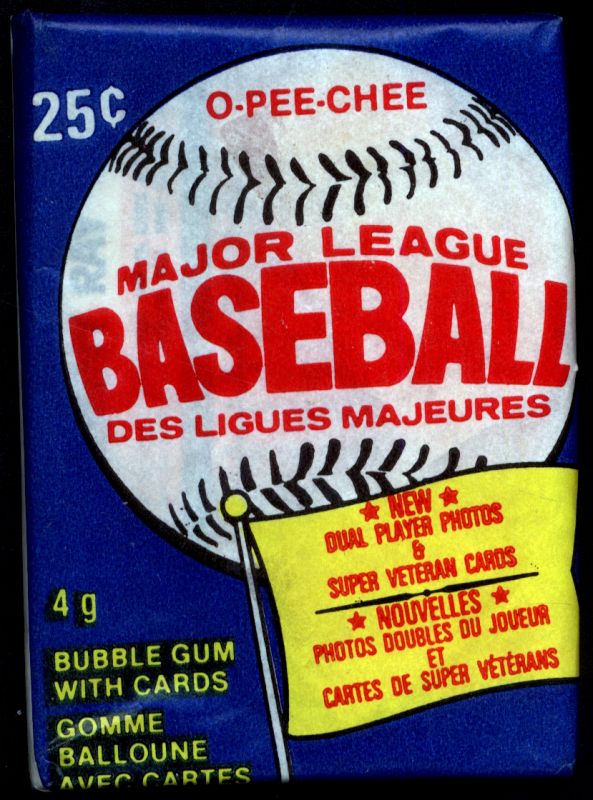 25¢
O-PEE-CHEE
MAJOR LEAGUE
BASEBALL
DES LIGUES MAJEURES
★ NEW ★
DUAL PLAYER PHOTOS
&
SUPER VETERAN CARDS
★ NOUVELLES ★
PHOTOS DOUBLES DU JOUEUR
ET
CARTES DE SUPER VÉTÉRANS
4 g
BUBBLE GUM
WITH CARDS
GOMME
BALLOUNE
AVEC CARTES